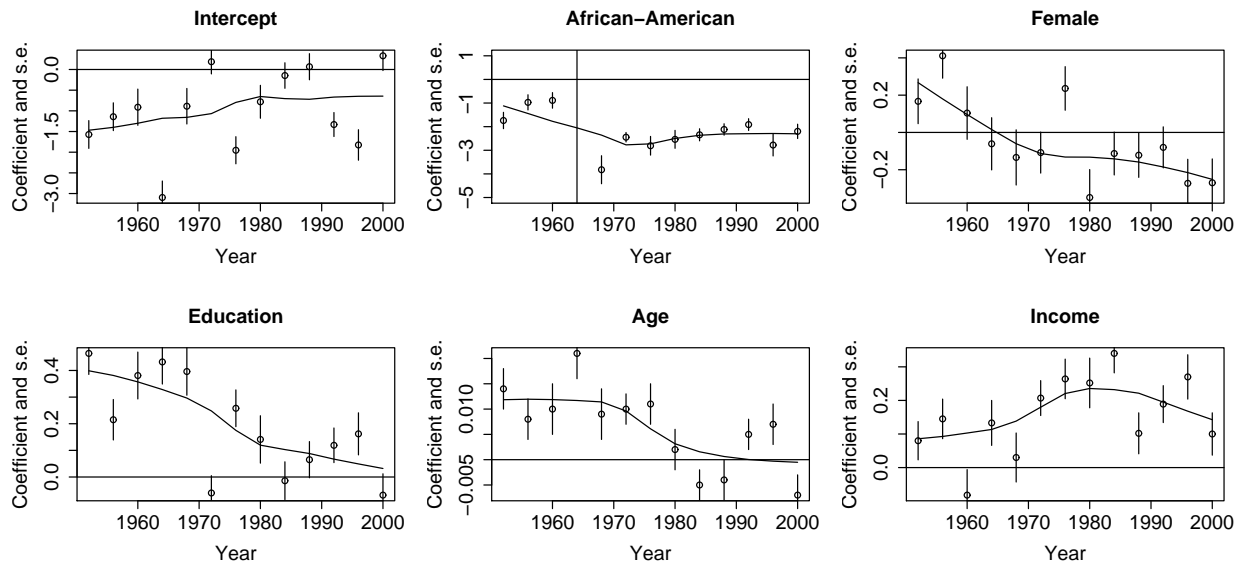 Intercept
Coefficient and s.e.
0.0
−1.5
−3.0
1960 1970 1980 1990 2000
Year
African−American
Coefficient and s.e.
1
−1
−3
−5
1960 1970 1980 1990 2000
Year
Female
Coefficient and s.e.
0.2
−0.2
1960 1970 1980 1990 2000
Year
Education
Coefficient and s.e.
0.4
0.2
0.0
1960 1970 1980 1990 2000
Year
Age
Coefficient and s.e.
0.010
−0.005
1960 1970 1980 1990 2000
Year
Income
Coefficient and s.e.
0.2
0.0
1960 1970 1980 1990 2000
Year